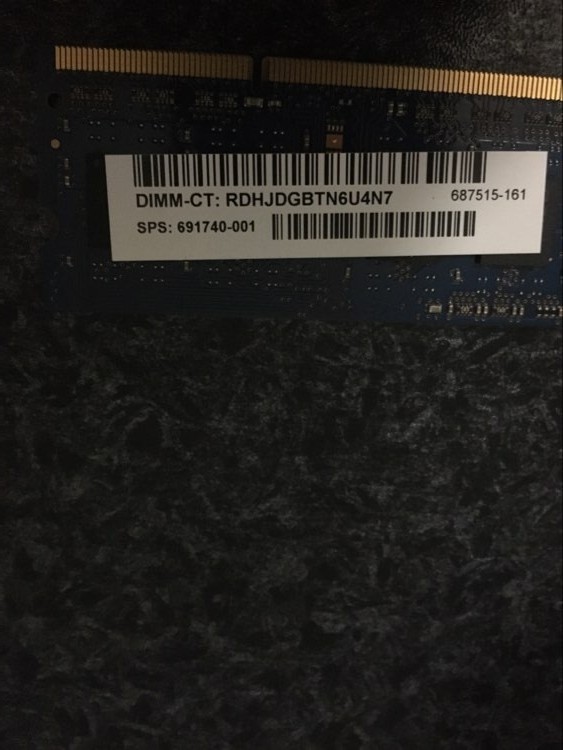 DIMM-CT: RDHJDGBTN6U4N7 687515-161
SPS: 691740-001